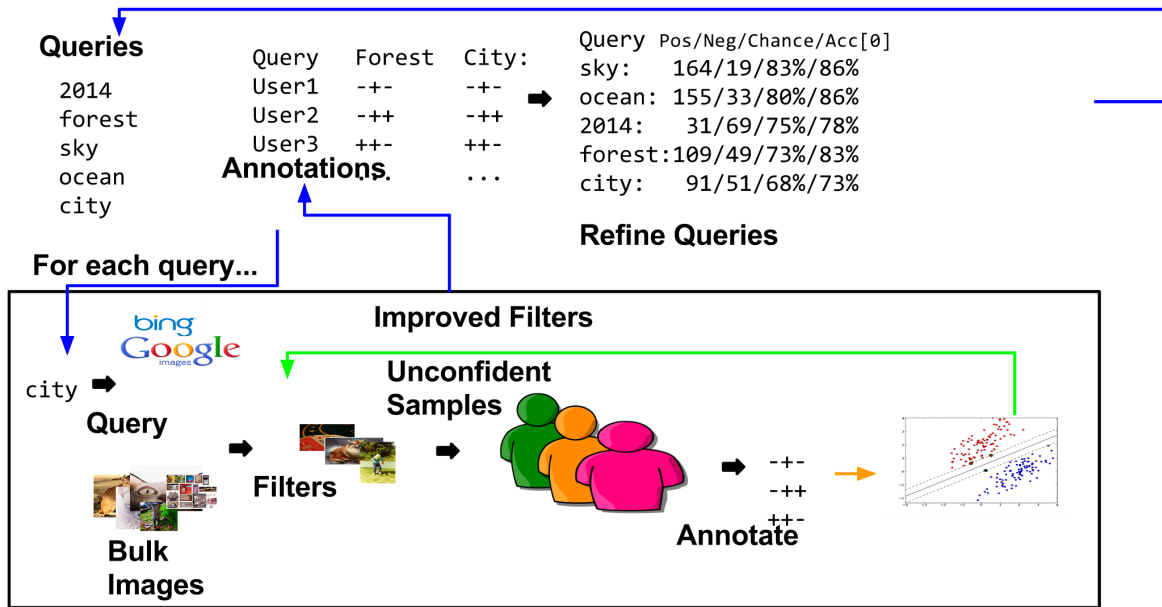 Queries
2014
forest
sky
ocean
city
Query Forest City:
User1 -+- -+-
User2 -++ -++
User3 ++- ++-
... ...
Annotations
Query Pos/Neg/Chance/Acc[0]
sky: 164/19/83%/86%
ocean: 155/33/80%/86%
2014: 31/69/75%/78%
forest:109/49/73%/83%
city: 91/51/68%/73%
Refine Queries
For each query...
Improved Filters
bing
Google
images
city
Query
Unconfident
Samples
Filters
Bulk
Images
-+-
-++
++-
Annotate